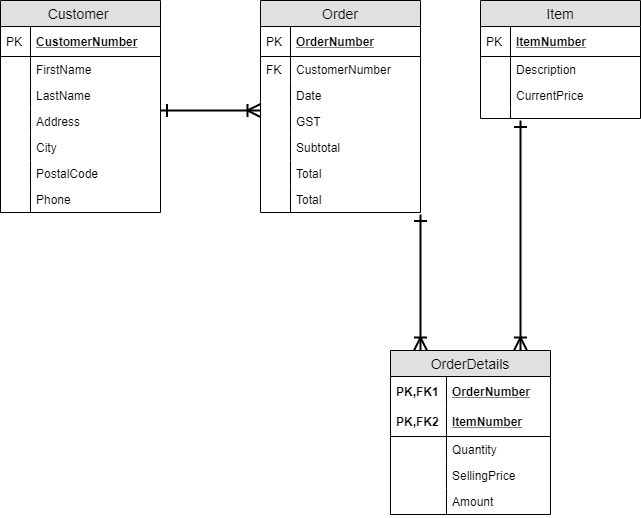 Customer
PK CustomerNumber
FirstName
LastName
Address
City
PostalCode
Phone
Order
PK OrderNumber
FK CustomerNumber
Date
GST
Subtotal
Total
Total
Item
PK ItemNumber
Description
CurrentPrice
OrderDetails
PK,FK1 OrderNumber
PK,FK2 ItemNumber
Quantity
SellingPrice
Amount